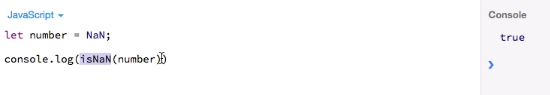 JavaScript
Console
let number = NaN;
true
console.log(isNaN(number))